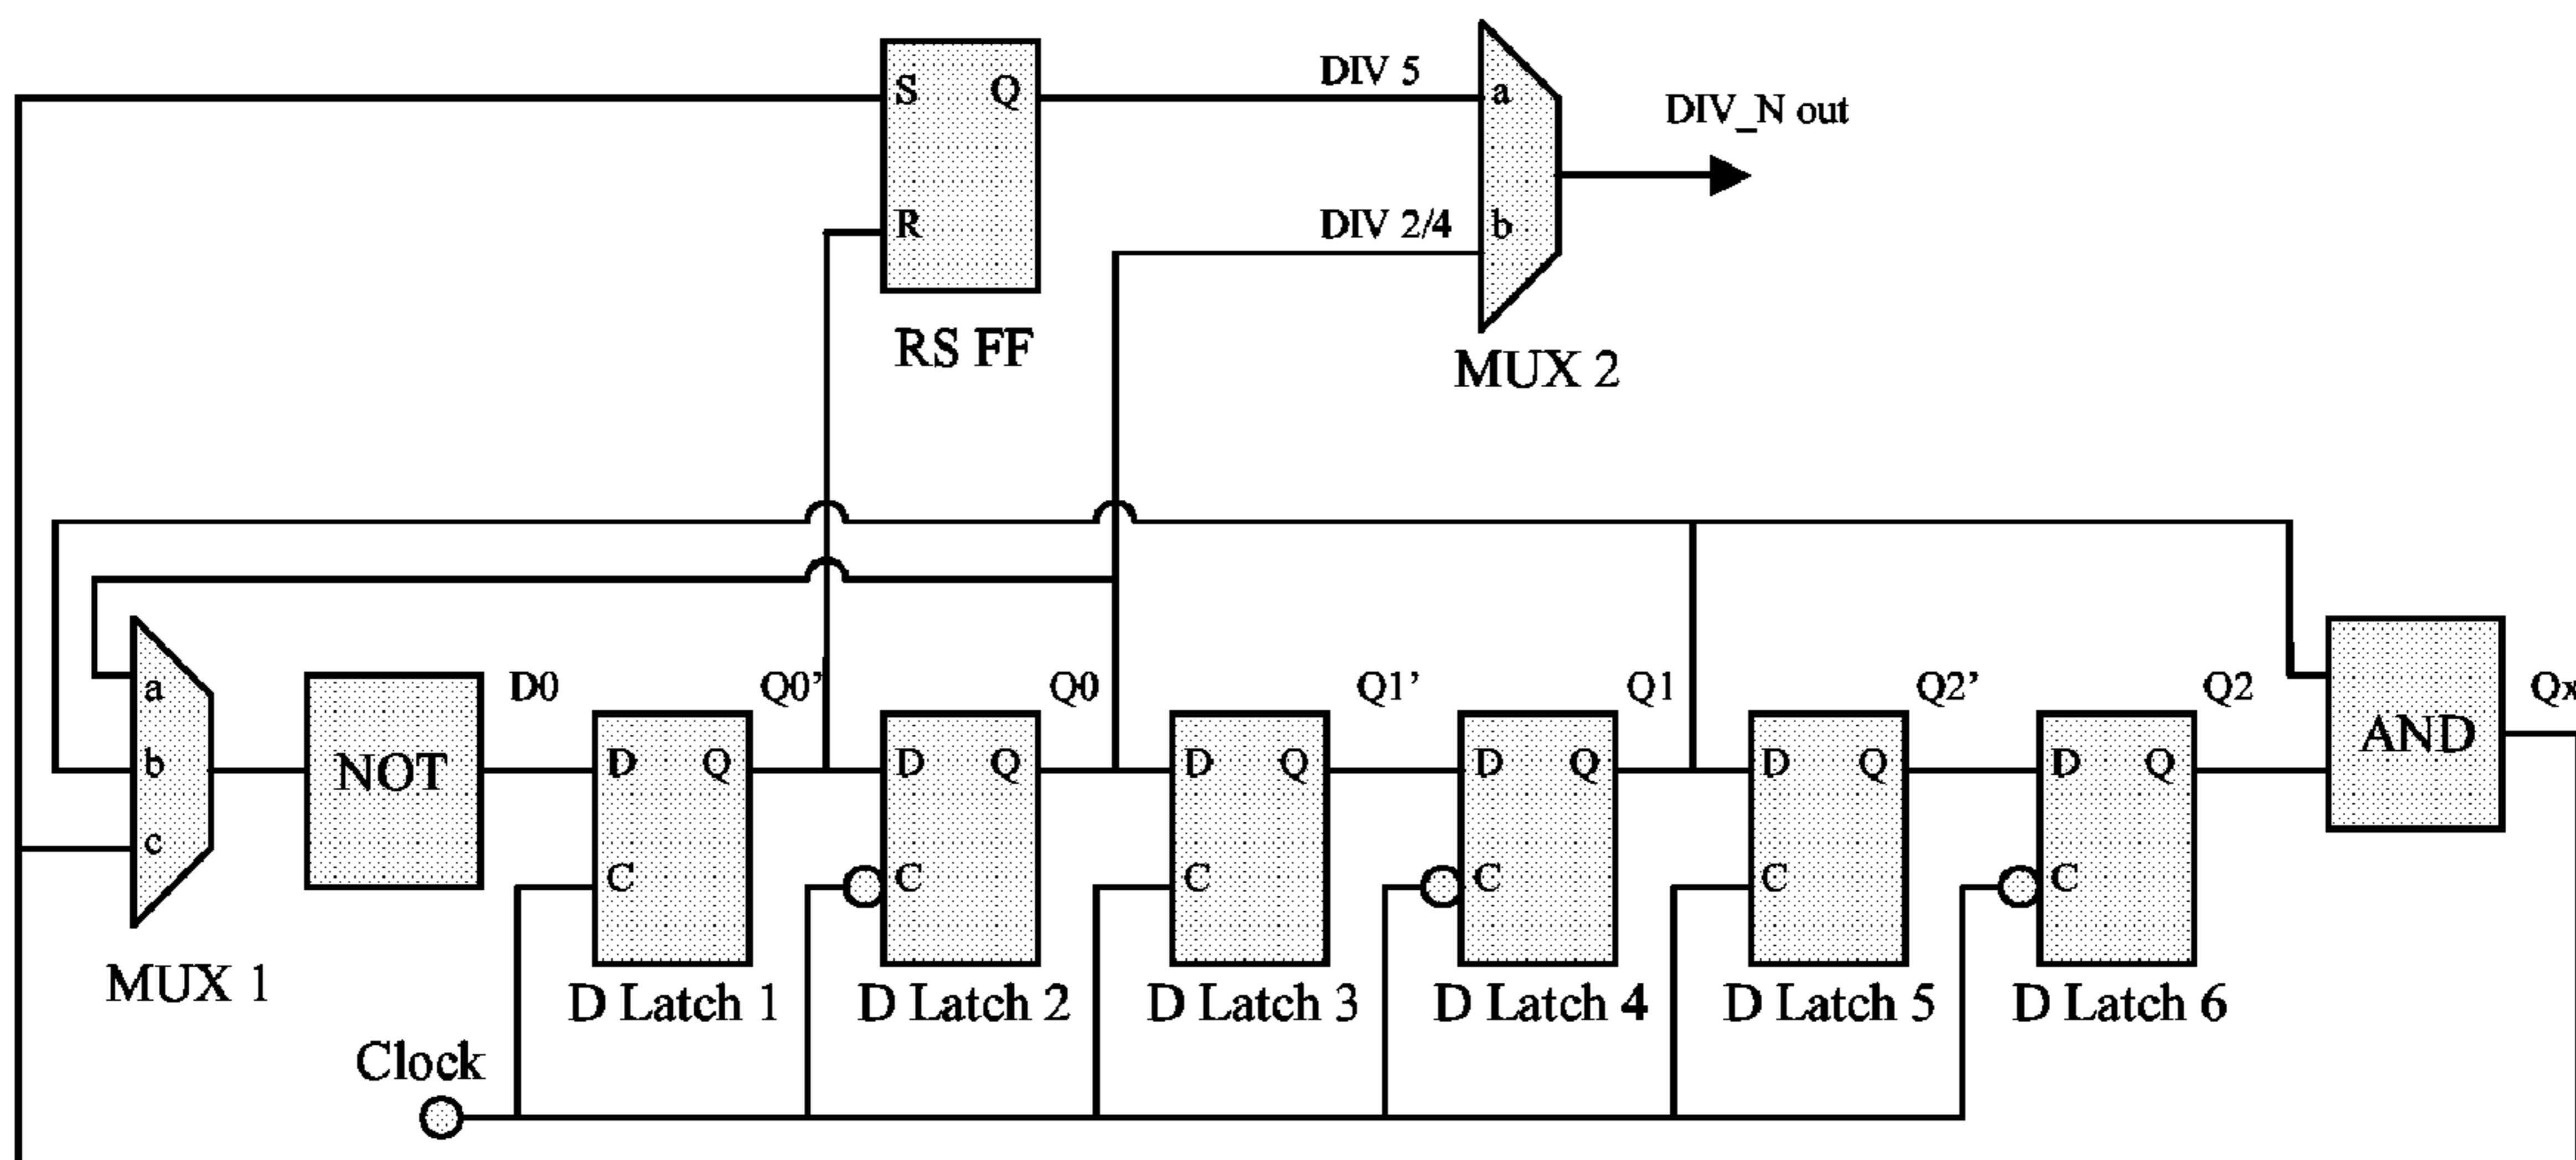 S Q
R
RS FF
DIV 5
a
DIV 2/4
b
MUX 2
DIV_N out
a
b
c
MUX 1
NOT
D0
D Q
C
D Latch 1
Q0’
D Q
C
D Latch 2
Q0
D Q
C
D Latch 3
Q1’
D Q
C
D Latch 4
Q1
D Q
C
D Latch 5
Q2’
D Q
C
D Latch 6
Q2
AND
Qx
Clock